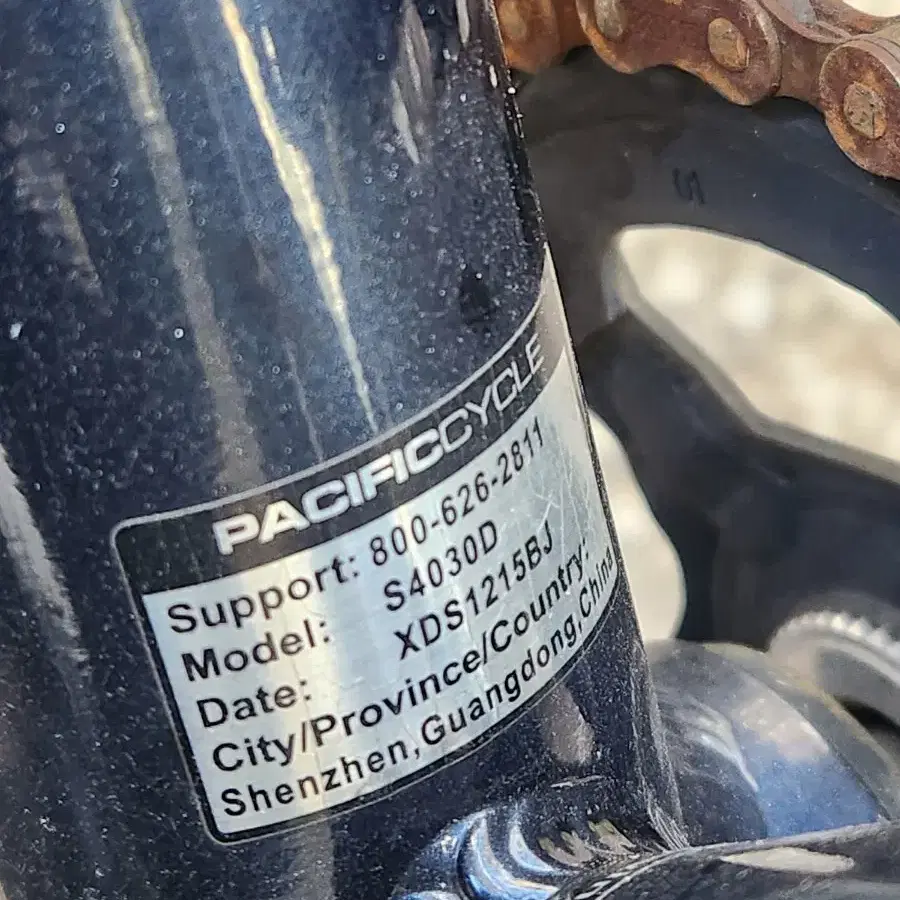 PACIFICCYCLE
Support: 800-626-2811
Model: S4030D
Date: XDS1215BJ
City/Province/Country:
Shenzhen,Guangdong,China